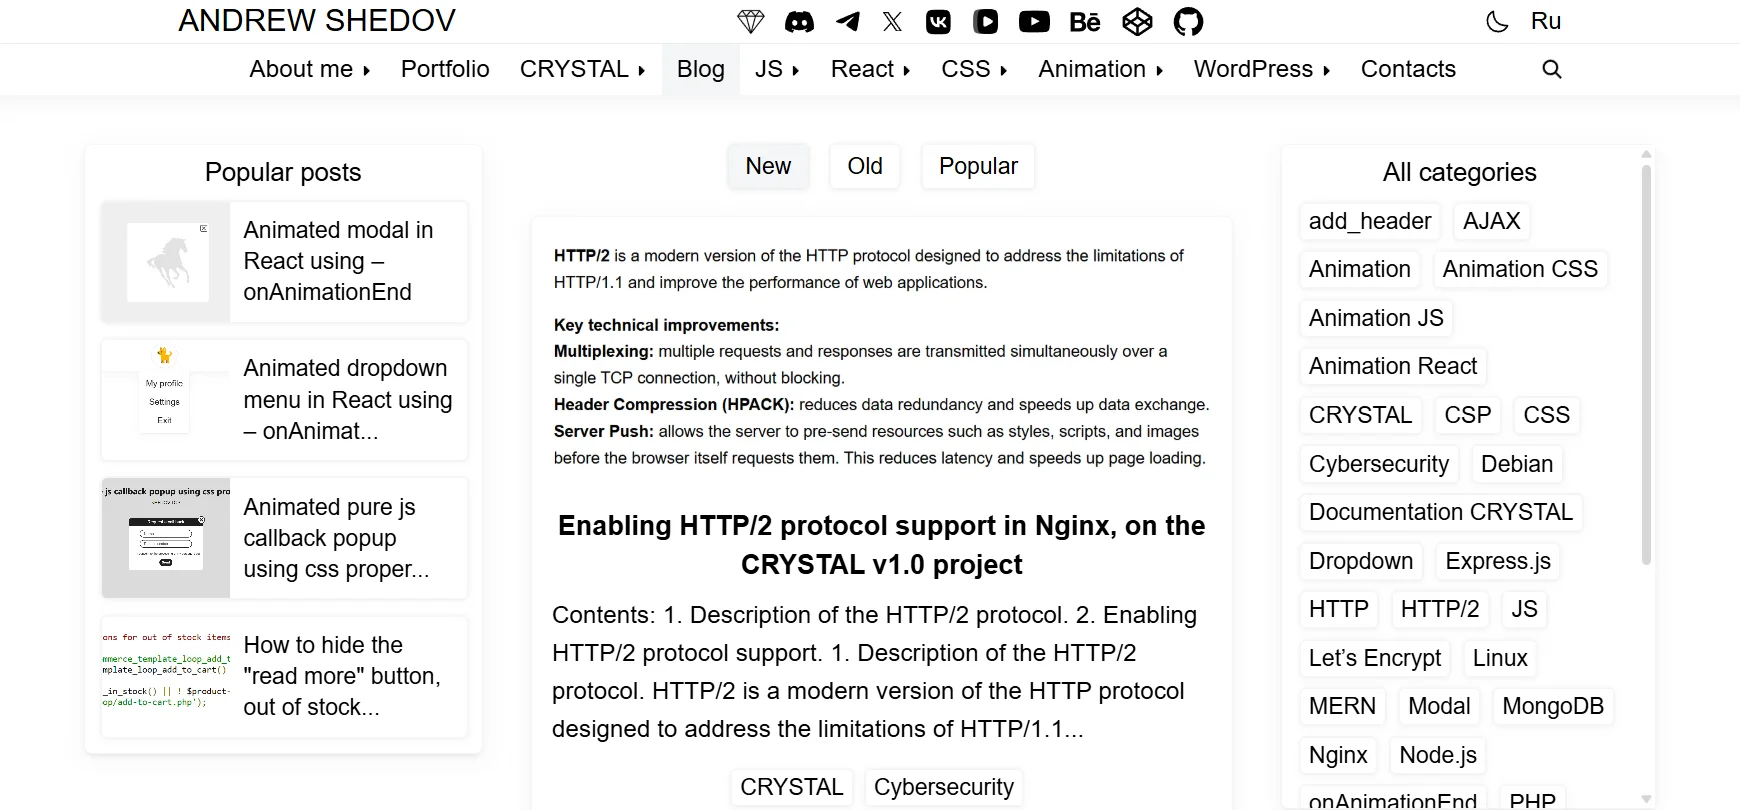 ANDREW SHEDOV
Bē
Ru
About me
Portfolio
CRYSTAL
Blog
JS
React
CSS
Animation
WordPress
Contacts
Popular posts
Animated modal in
React using –
onAnimationEnd
My profile
Settings
Exit
Animated dropdown
menu in React using
– onAnimat...
js callback popup using css pro
Animated pure js
callback popup
using css proper...
ons for out of stock items
mmerce_template_loop_add_t
mplate_loop_add_to_cart()
_in_stock() || ! $product-
op/add-to-cart.php');
How to hide the
"read more" button,
out of stock...
New
Old
Popular
HTTP/2 is a modern version of the HTTP protocol designed to address the limitations of
HTTP/1.1 and improve the performance of web applications.
Key technical improvements:
Multiplexing: multiple requests and responses are transmitted simultaneously over a
single TCP connection, without blocking.
Header Compression (HPACK): reduces data redundancy and speeds up data exchange.
Server Push: allows the server to pre-send resources such as styles, scripts, and images
before the browser itself requests them. This reduces latency and speeds up page loading.
Enabling HTTP/2 protocol support in Nginx, on the
CRYSTAL v1.0 project
Contents: 1. Description of the HTTP/2 protocol. 2. Enabling
HTTP/2 protocol support. 1. Description of the HTTP/2
protocol. HTTP/2 is a modern version of the HTTP protocol
designed to address the limitations of HTTP/1.1...
CRYSTAL
Cybersecurity
All categories
add_header AJAX
Animation Animation CSS
Animation JS
Animation React
CRYSTAL CSP CSS
Cybersecurity Debian
Documentation CRYSTAL
Dropdown Express.js
HTTP HTTP/2 JS
Let’s Encrypt Linux
MERN Modal MongoDB
Nginx Node.js
onAnimationEnd PHP